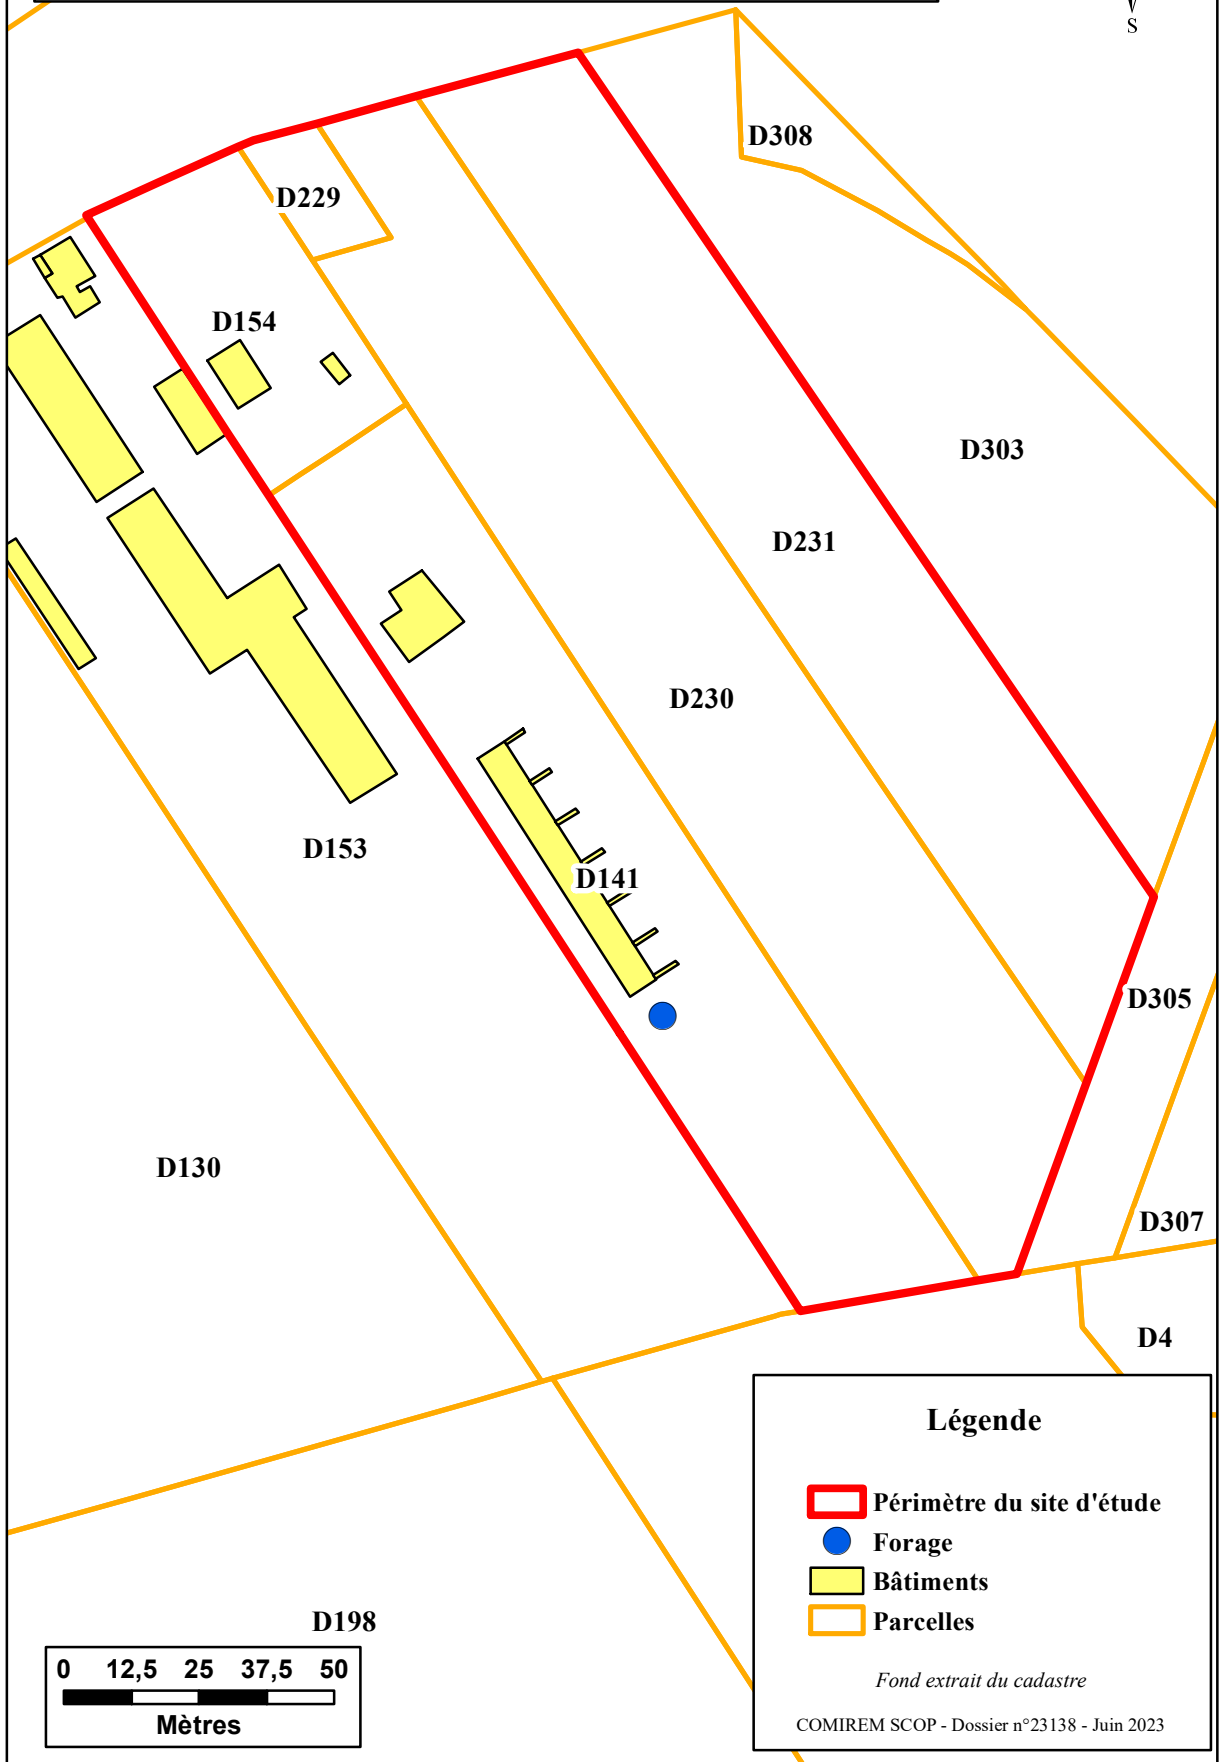 S
D308
D229
D154
D303
D231
D230
D153
D141
D305
D130
D307
D4
Légende
Périmètre du site d'étude
Forage
Bâtiments
Parcelles
Fond extrait du cadastre
COMIREM SCOP - Dossier n°23138 - Juin 2023
D198
0 12,5 25 37,5 50
Mètres